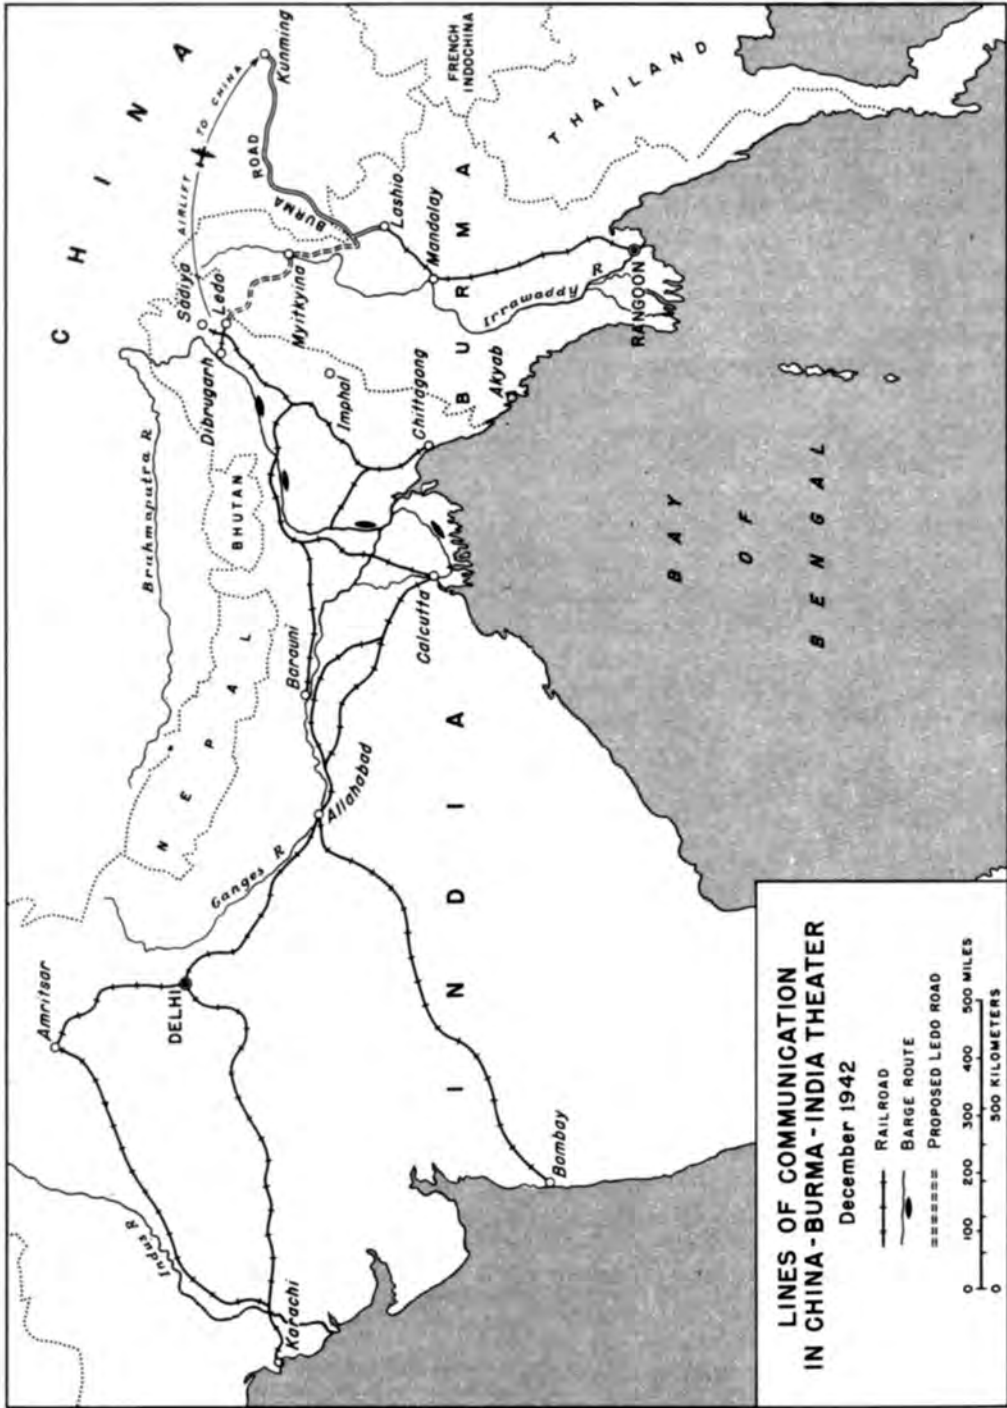 CHINA
AIRLIFT TO CHINA
Kunming
BURMA ROAD
FRENCH
INDOCHINA
THAILAND
Sadiya
Ledo
Dibrugarh
Myitkyina
Lashio
Mandalay
BURMA
Irrawaddy R
RANGOON
Imphal
Chittagong
Akyab
Brahmaputra R
BHUTAN
NEPAL
Barauni
Calcutta
Allahabad
Ganges R
INDIA
BAY
OF
BENGAL
Amritsar
DELHI
Indus R
Karachi
Bombay
LINES OF COMMUNICATION
IN CHINA-BURMA-INDIA THEATER
December 1942
RAILROAD
BARGE ROUTE
PROPOSED LEDO ROAD
0 100 200 300 400 500 MILES
0 500 KILOMETERS